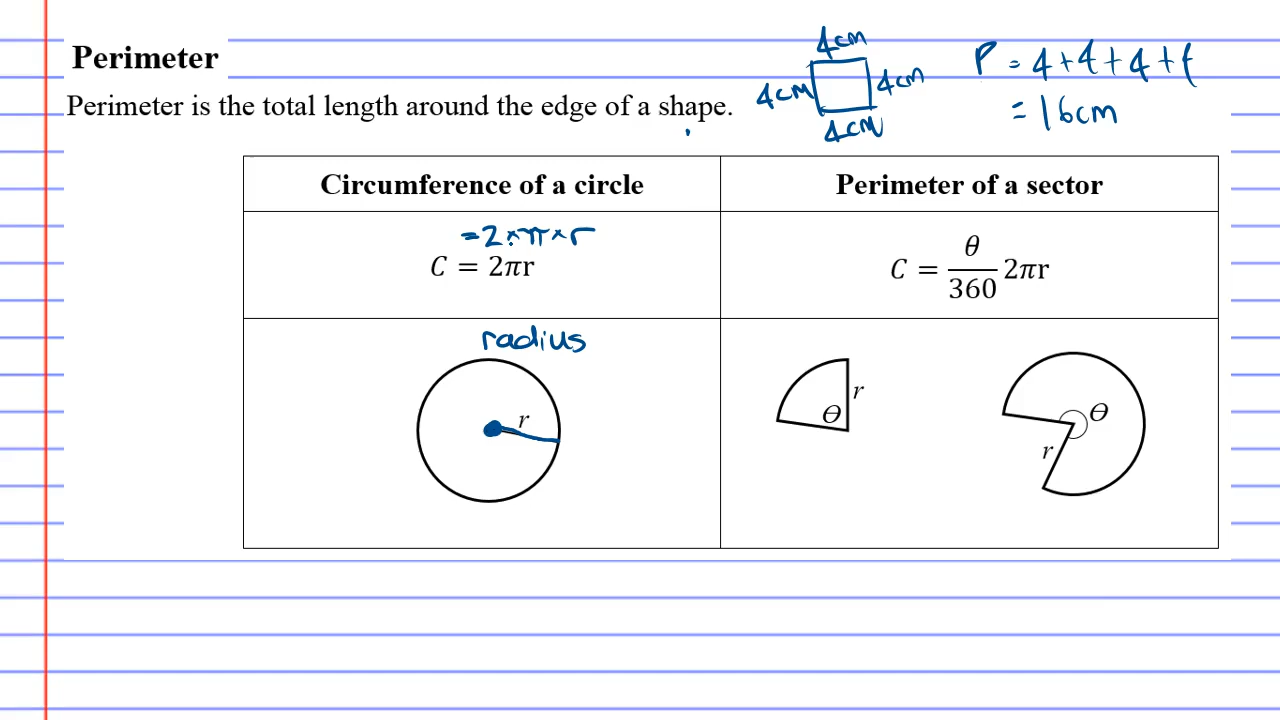 Perimeter
Perimeter is the total length around the edge of a shape.
4cm
4cm
4cm
4cm
P = 4+4+4+4
= 16cm
Circumference of a circle
Perimeter of a sector
= 2×π×r
C = 2πr
C = θ/360 2πr
radius
r
θ
r
θ
r